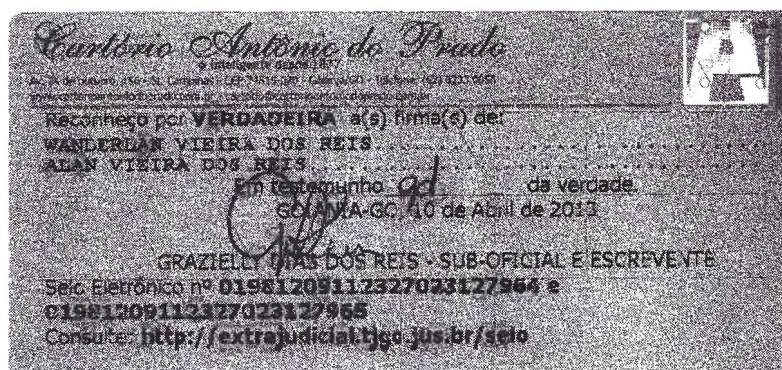 Cartório Antônio do Prado
Reconheço por VERDADEIRA a(s) firma(s) de:
WANDERLAN VIEIRA DOS REIS
ALAN VIEIRA DOS REIS
Em testemunho da verdade.
GOIANIA-GO, 10 de Abril de 2013
GRAZIELLY DIAS DOS REIS - SUB-OFICIAL E ESCREVENTE
Selo Eletrônico nº 01981209112327023127964 e
01981209112327023127965
Consulte: http://extrajudicial.tjgo.jus.br/selo